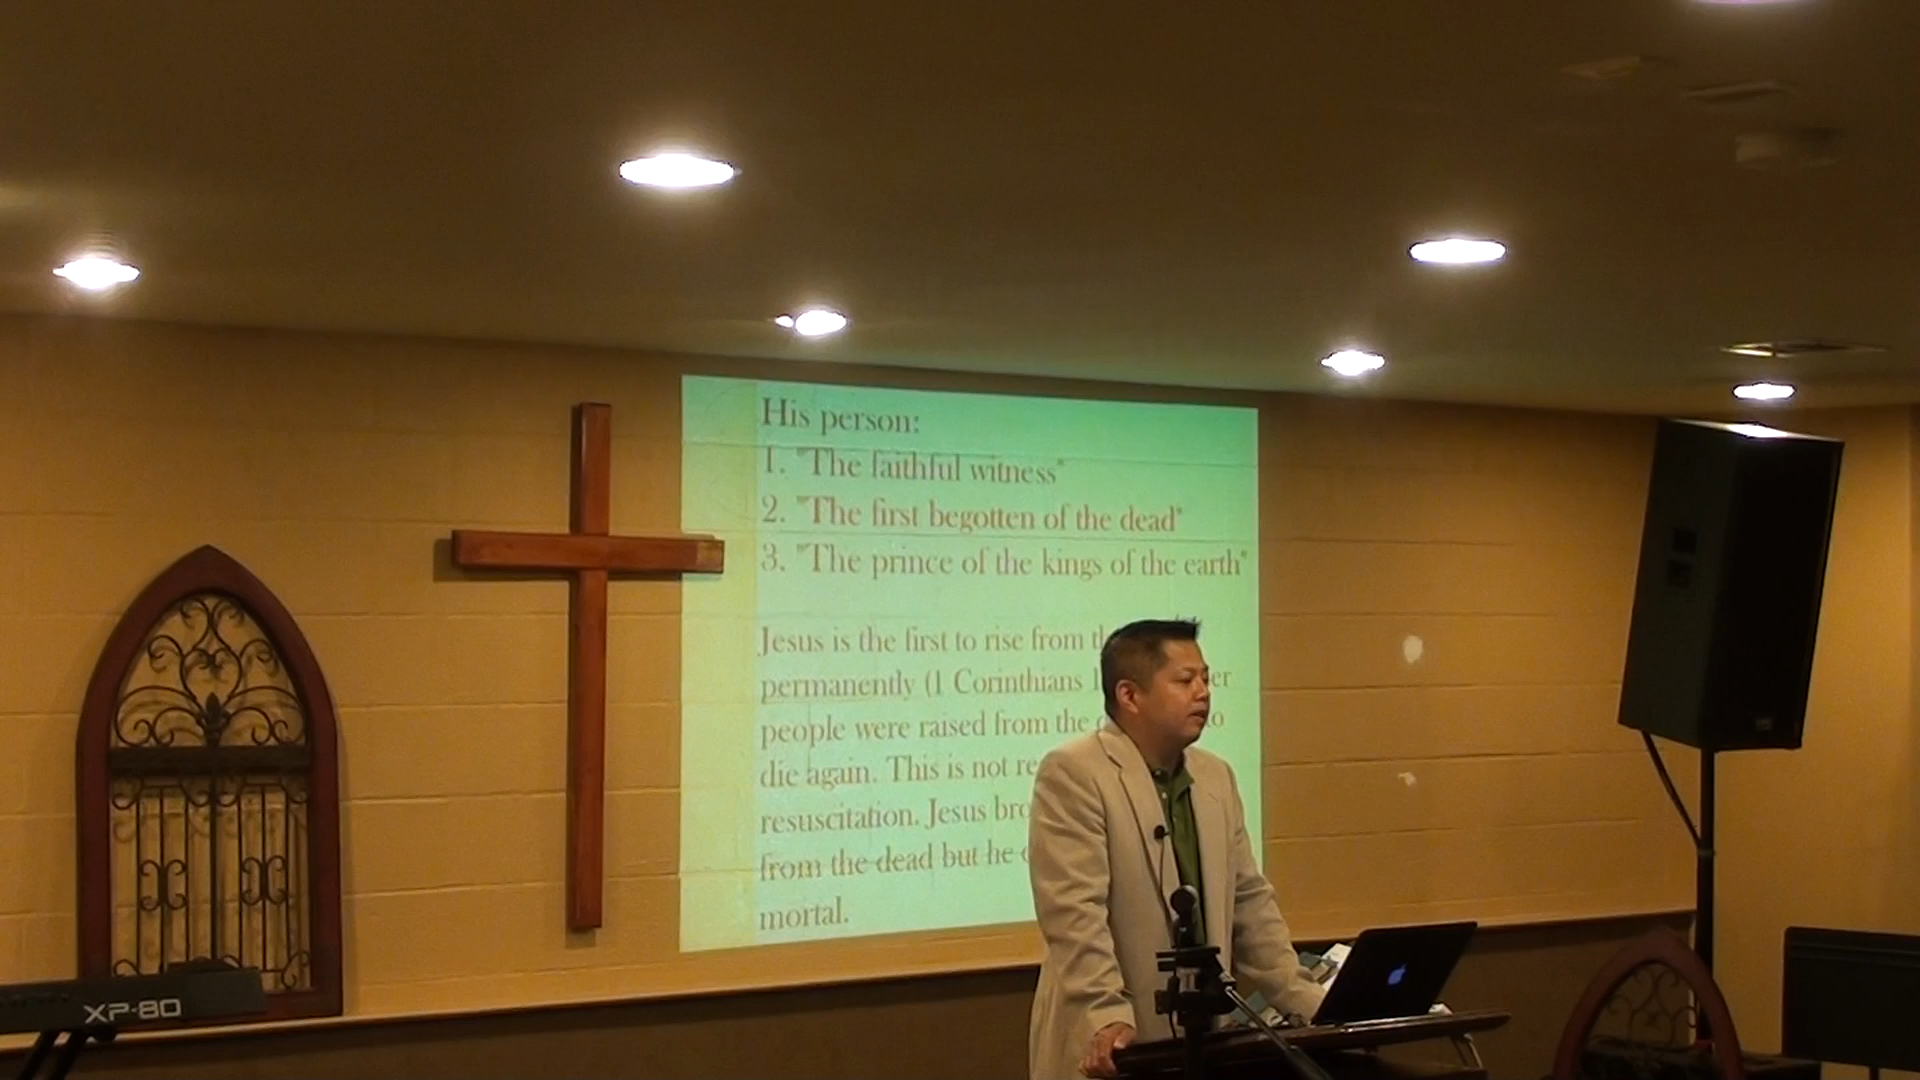 His person:
1. "The faithful witness"
2. "The first begotten of the dead"
3. "The prince of the kings of the earth"
Jesus is the first to rise from
permanently (1 Corinthians
people were raised from the to
die again. This is not
resuscitation. Jesus
from the dead but he
mortal.
XP-80